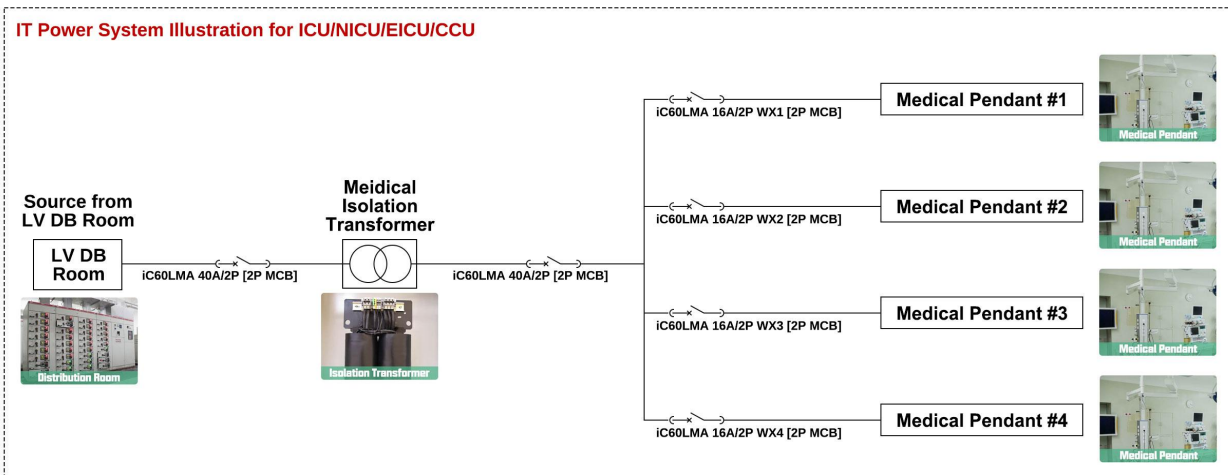 IT Power System Illustration for ICU/NICU/EICU/CCU
Source from
LV DB Room
LV DB
Room
Distribution Room
iC60LMA 40A/2P [2P MCB]
Meidical
Isolation
Transformer
Isolation Transformer
iC60LMA 40A/2P [2P MCB]
iC60LMA 16A/2P WX1 [2P MCB]
Medical Pendant #1
Medical Pendant
iC60LMA 16A/2P WX2 [2P MCB]
Medical Pendant #2
Medical Pendant
iC60LMA 16A/2P WX3 [2P MCB]
Medical Pendant #3
Medical Pendant
iC60LMA 16A/2P WX4 [2P MCB]
Medical Pendant #4
Medical Pendant